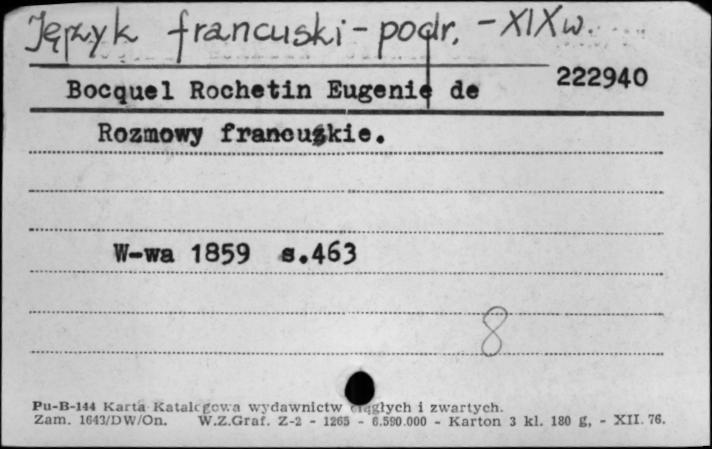 Język francuski - podr. - XIX w.
Bocquel Rochetin Eugenie de 222940
Rozmowy francuskie.
W-wa 1859 s.463
8
Pu-B-144 Karta Katalogowa wydawnictw ciągłych i zwartych.
Zam. 1643/DW/On. W.Z.Graf. Z-2 - 1265 - 6.590.000 - Karton 3 kl. 180 g, - XII. 76.